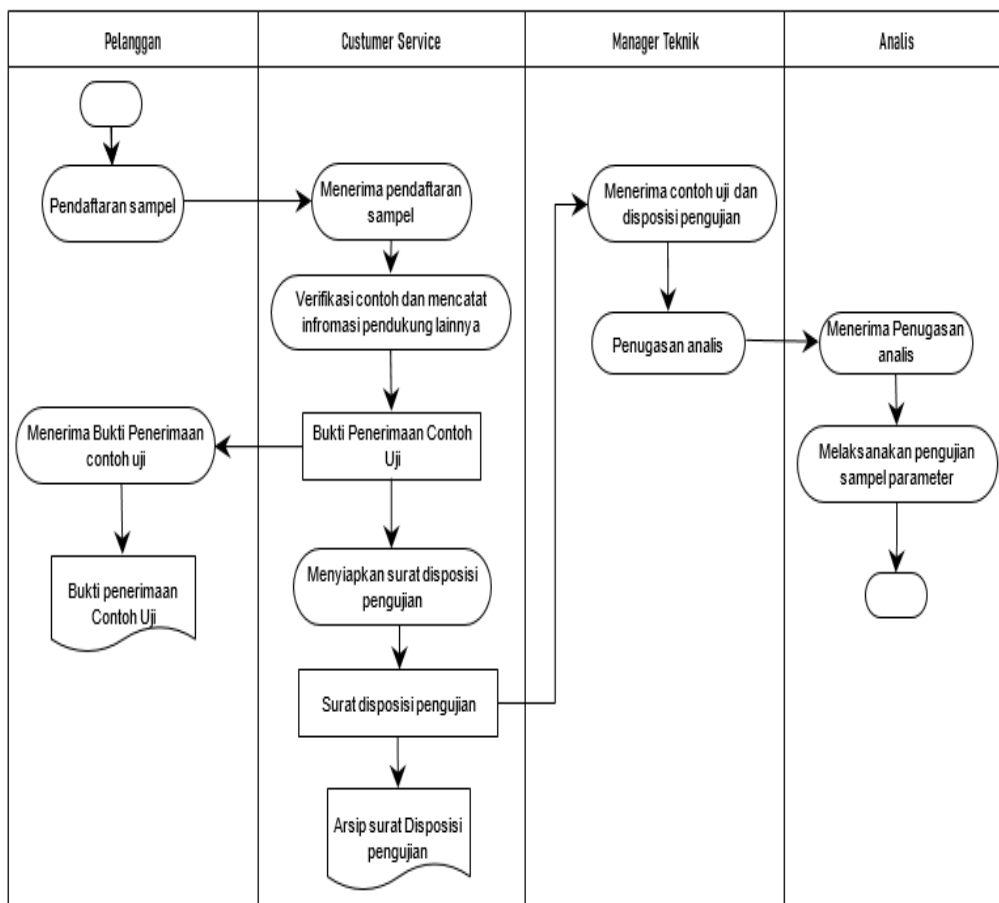 Pelanggan
Custumer Service
Manager Teknik
Analis
Pendaftaran sampel
Menerima pendaftaran
sampel
Menerima contoh uji dan
disposisi pengujian
Verifikasi contoh dan mencatat
infromasi pendukung lainnya
Penugasan analis
Menerima Penugasan
analis
Menerima Bukti Penerimaan
contoh uji
Bukti Penerimaan Contoh
Uji
Melaksanakan pengujian
sampel parameter
Bukti penerimaan
Contoh Uji
Menyiapkan surat disposisi
pengujian
Surat disposisi pengujian
Arsip surat Disposisi
pengujian